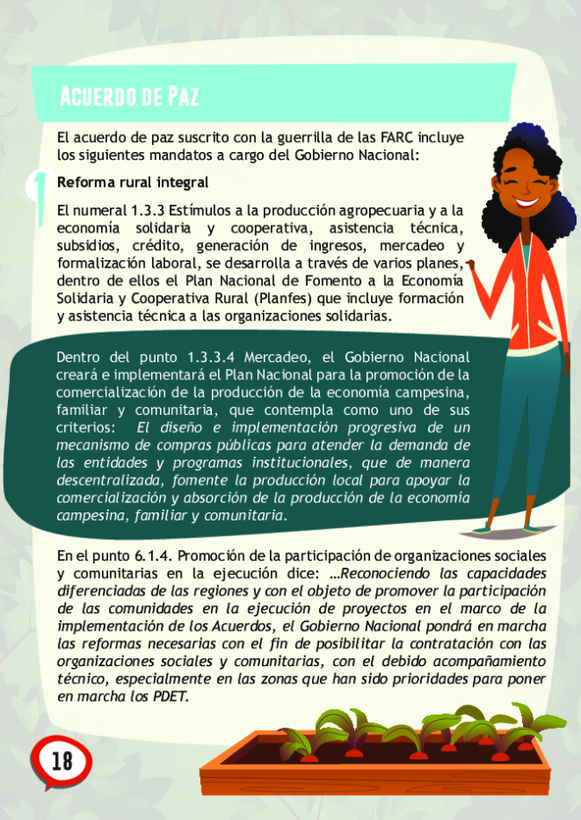 Acuerdo de Paz
El acuerdo de paz suscrito con la guerrilla de las FARC incluye
los siguientes mandatos a cargo del Gobierno Nacional:
1 Reforma rural integral
El numeral 1.3.3 Estímulos a la producción agropecuaria y a la
economía solidaria y cooperativa, asistencia técnica,
subsidios, crédito, generación de ingresos, mercadeo y
formalización laboral, se desarrolla a través de varios planes,
dentro de ellos el Plan Nacional de Fomento a la Economía
Solidaria y Cooperativa Rural (Planfes) que incluye formación
y asistencia técnica a las organizaciones solidarias.
Dentro del punto 1.3.3.4 Mercadeo, el Gobierno Nacional
creará e implementará el Plan Nacional para la promoción de la
comercialización de la producción de la economía campesina,
familiar y comunitaria, que contempla como uno de sus
criterios: El diseño e implementación progresiva de un
mecanismo de compras públicas para atender la demanda de
las entidades y programas institucionales, que de manera
descentralizada, fomente la producción local para apoyar la
comercialización y absorción de la producción de la economía
campesina, familiar y comunitaria.
En el punto 6.1.4. Promoción de la participación de organizaciones sociales
y comunitarias en la ejecución dice: …Reconociendo las capacidades
diferenciadas de las regiones y con el objeto de promover la participación
de las comunidades en la ejecución de proyectos en el marco de la
implementación de los Acuerdos, el Gobierno Nacional pondrá en marcha
las reformas necesarias con el fin de posibilitar la contratación con las
organizaciones sociales y comunitarias, con el debido acompañamiento
técnico, especialmente en las zonas que han sido prioridades para poner
en marcha los PDET.
18